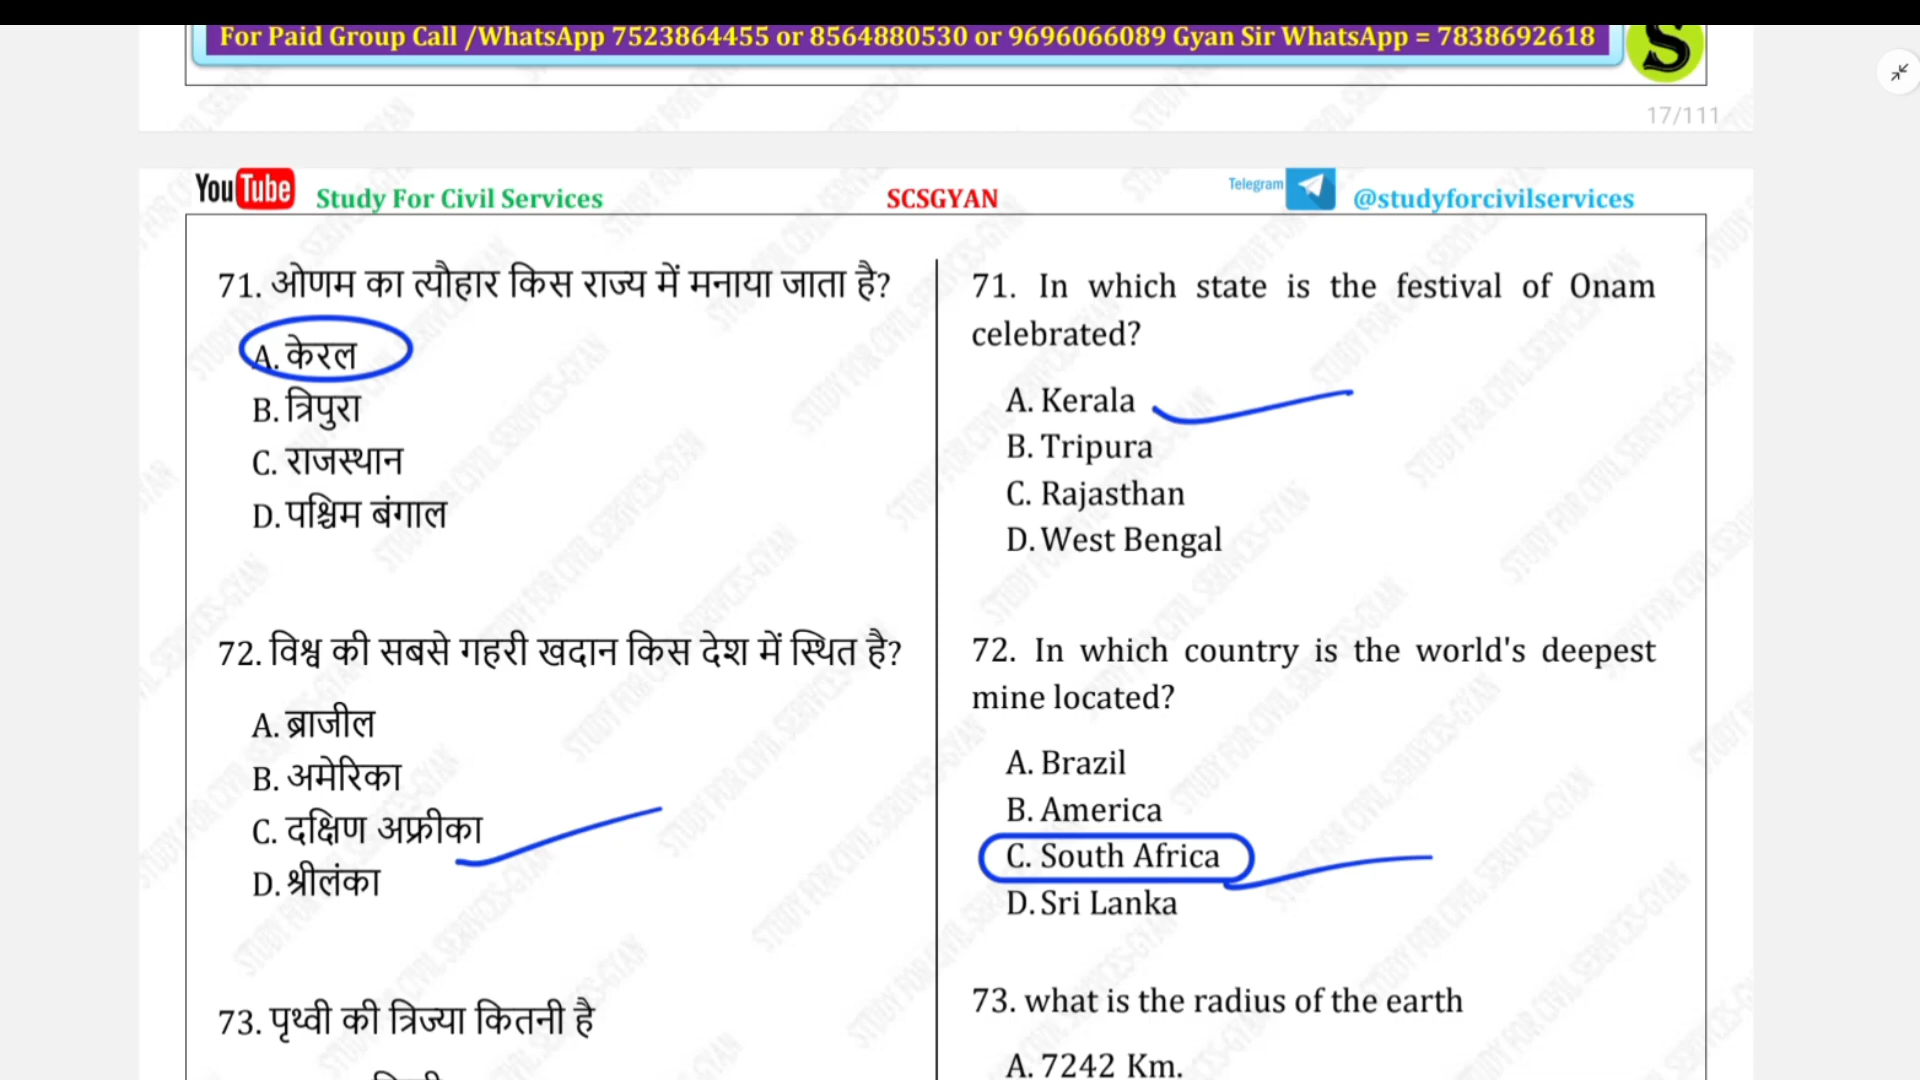 For Paid Group Call /WhatsApp 7523864455 or 8564880530 or 9696066089 Gyan Sir WhatsApp = 7838692618
S
17/111
YouTube Study For Civil Services SCSGYAN Telegram @studyforcivilservices
71. ओणम का त्यौहार किस राज्य में मनाया जाता है?
A. केरल
B. त्रिपुरा
C. राजस्थान
D. पश्चिम बंगाल
72. विश्व की सबसे गहरी खदान किस देश में स्थित है?
A. ब्राजील
B. अमेरिका
C. दक्षिण अफ्रीका
D. श्रीलंका
73. पृथ्वी की त्रिज्या कितनी है
71. In which state is the festival of Onam
celebrated?
A. Kerala
B. Tripura
C. Rajasthan
D. West Bengal
72. In which country is the world's deepest
mine located?
A. Brazil
B. America
C. South Africa
D. Sri Lanka
73. what is the radius of the earth
A. 7242 Km.